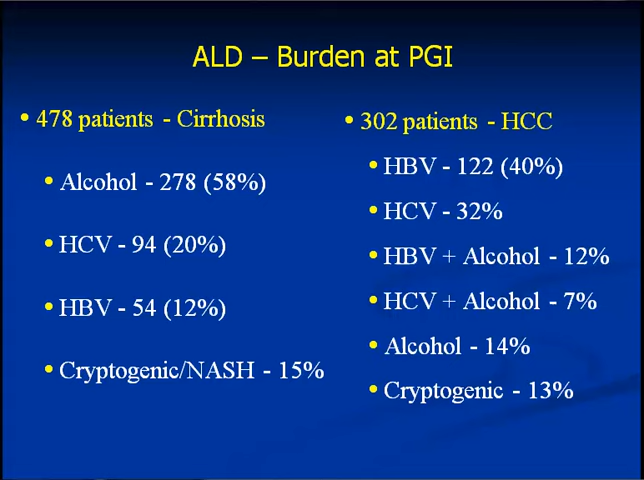 ALD – Burden at PGI
• 478 patients - Cirrhosis
• Alcohol - 278 (58%)
• HCV - 94 (20%)
• HBV - 54 (12%)
• Cryptogenic/NASH - 15%
• 302 patients - HCC
• HBV - 122 (40%)
• HCV - 32%
• HBV + Alcohol - 12%
• HCV + Alcohol - 7%
• Alcohol - 14%
• Cryptogenic - 13%